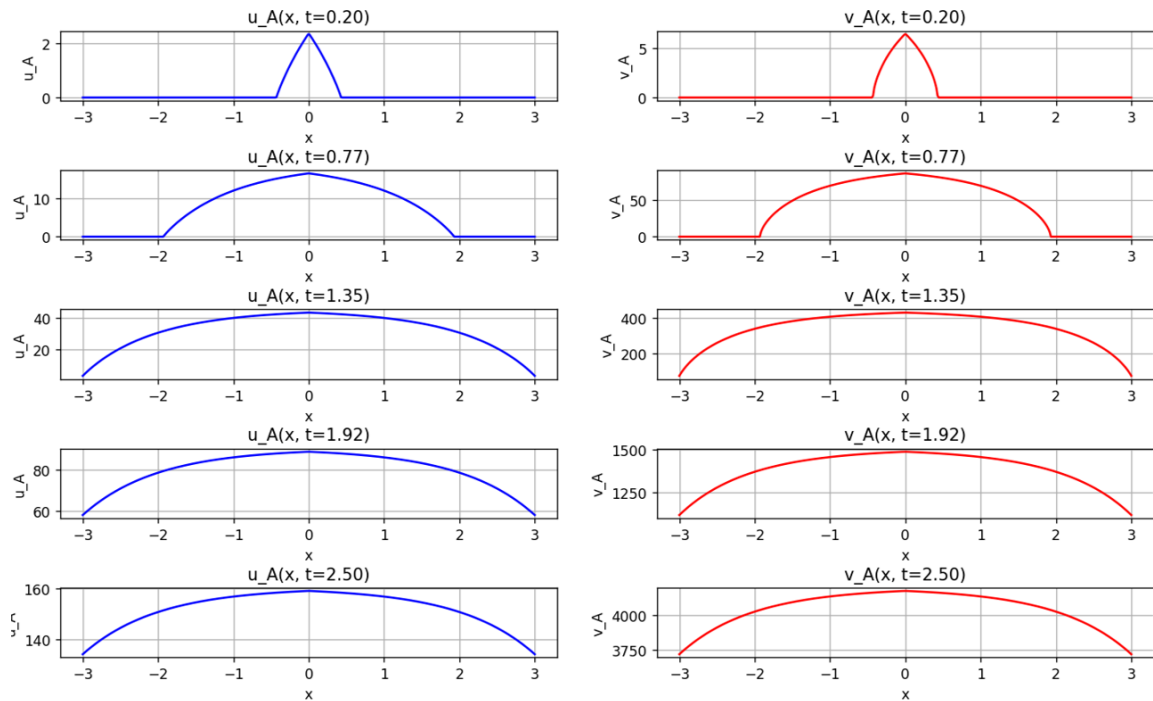 u_A(x, t=0.20)
v_A(x, t=0.20)
u_A
2
0
−3 −2 −1 0 1 2 3
x
v_A
5
0
−3 −2 −1 0 1 2 3
x
u_A(x, t=0.77)
v_A(x, t=0.77)
u_A
10
0
−3 −2 −1 0 1 2 3
x
v_A
50
0
−3 −2 −1 0 1 2 3
x
u_A(x, t=1.35)
v_A(x, t=1.35)
u_A
40
20
−3 −2 −1 0 1 2 3
x
v_A
400
200
−3 −2 −1 0 1 2 3
x
u_A(x, t=1.92)
v_A(x, t=1.92)
u_A
80
60
−3 −2 −1 0 1 2 3
x
v_A
1500
1250
−3 −2 −1 0 1 2 3
x
u_A(x, t=2.50)
v_A(x, t=2.50)
u_A
160
140
−3 −2 −1 0 1 2 3
x
v_A
4000
3750
−3 −2 −1 0 1 2 3
x